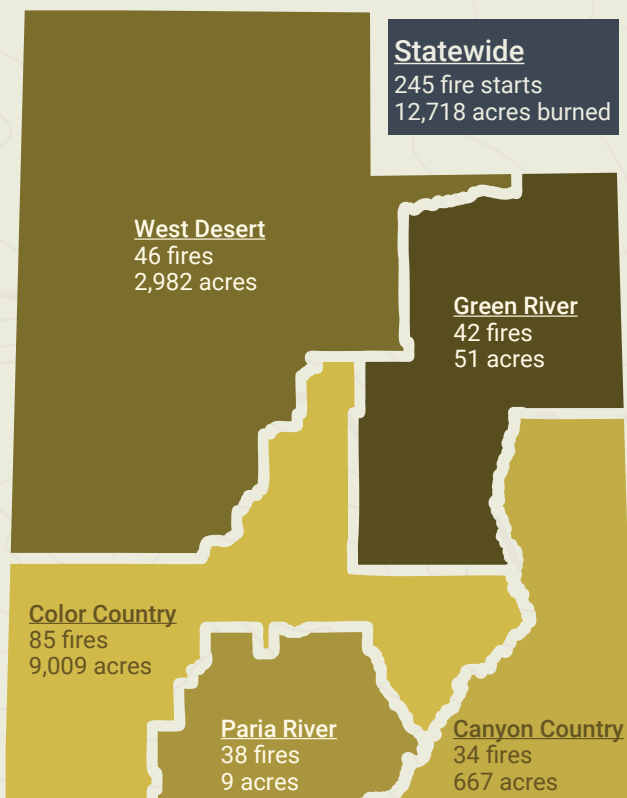 Statewide
245 fire starts
12,718 acres burned
West Desert
46 fires
2,982 acres
Green River
42 fires
51 acres
Color Country
85 fires
9,009 acres
Paria River
38 fires
9 acres
Canyon Country
34 fires
667 acres